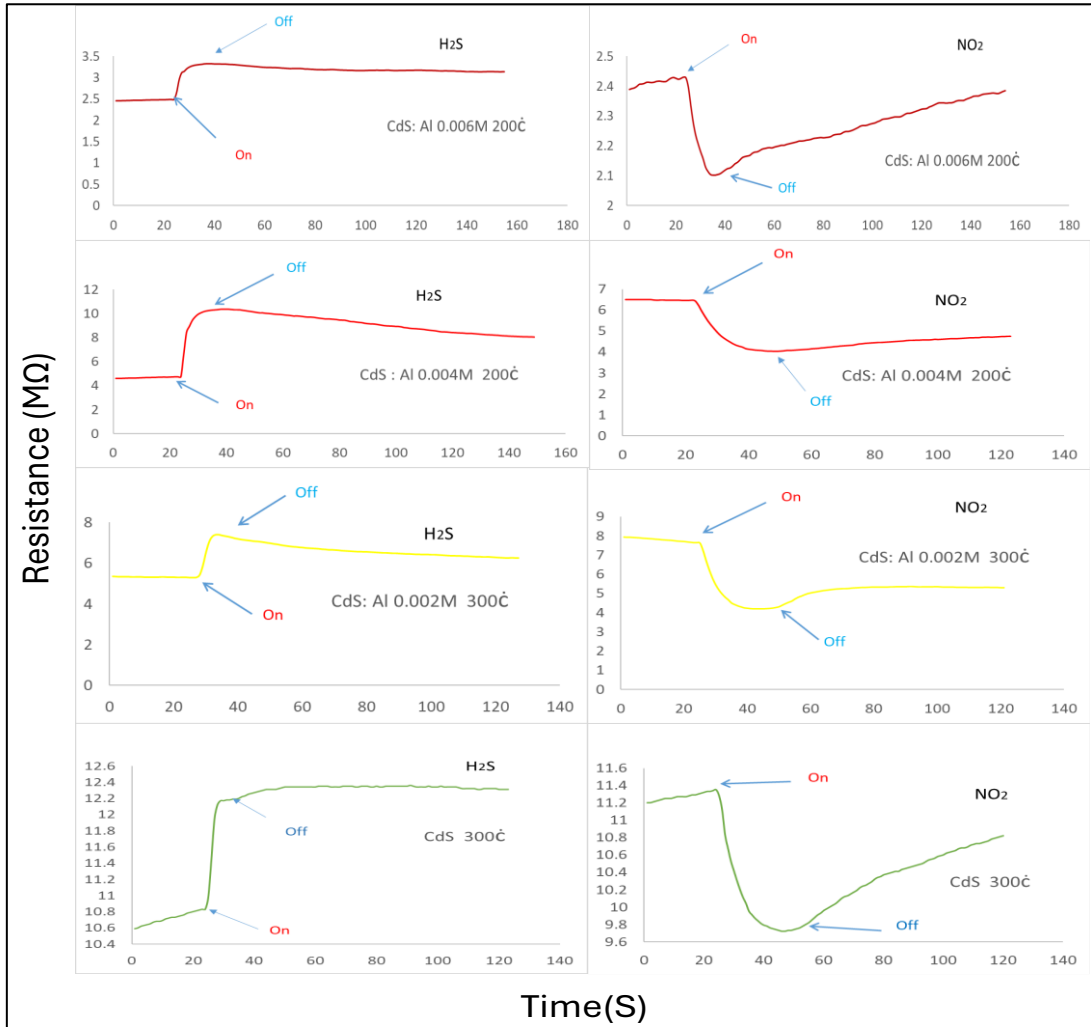 Resistance (MΩ)
Off
H2S
3.5
3
2.5
2
1.5
1
0.5
0
CdS: Al 0.006M 200ċ
On
0 20 40 60 80 100 120 140 160 180
On
NO2
2.5
2.4
2.3
2.2
2.1
2
CdS: Al 0.006M 200ċ
Off
0 20 40 60 80 100 120 140 160 180
Off
H2S
12
10
8
6
4
2
0
CdS : Al 0.004M 200ċ
On
0 20 40 60 80 100 120 140 160
On
NO2
7
6
5
4
3
2
1
0
CdS: Al 0.004M 200ċ
Off
0 20 40 60 80 100 120 140
Off
H2S
8
6
4
2
0
CdS: Al 0.002M 300ċ
On
0 20 40 60 80 100 120 140
On
NO2
9
8
7
6
5
4
3
2
1
0
CdS: Al 0.002M 300ċ
Off
0 20 40 60 80 100 120 140
H2S
12.6
12.4
12.2
12
11.8
11.6
11.4
11.2
11
10.8
10.6
10.4
Off
CdS 300ċ
On
0 20 40 60 80 100 120 140
On
NO2
11.6
11.4
11.2
11
10.8
10.6
10.4
10.2
10
9.8
9.6
CdS 300ċ
Off
0 20 40 60 80 100 120 140
Time(S)